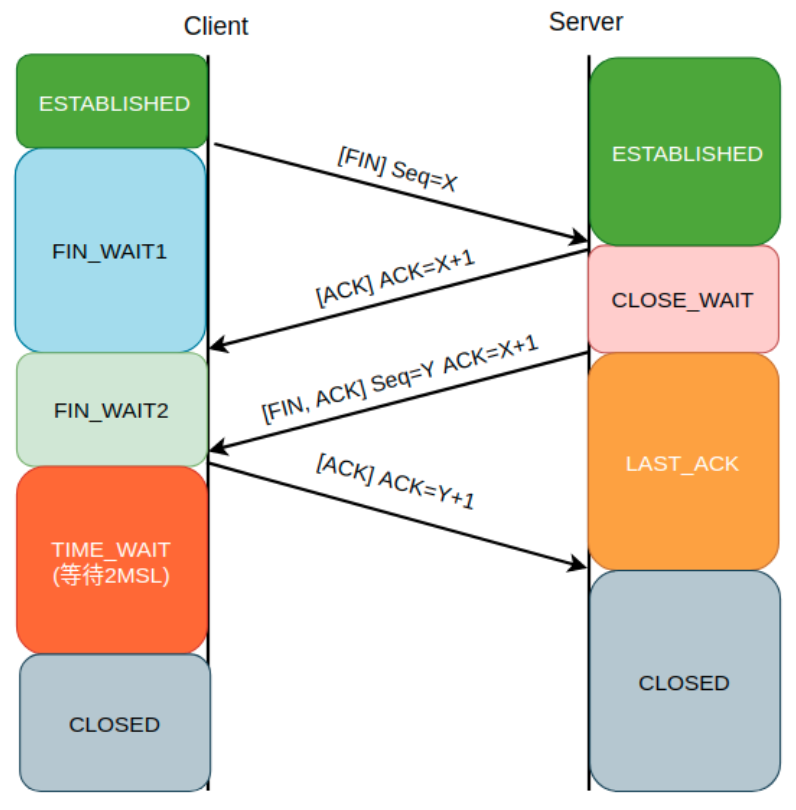 Client
Server
ESTABLISHED
ESTABLISHED
[FIN] Seq=X
FIN_WAIT1
[ACK] ACK=X+1
CLOSE_WAIT
[FIN, ACK] Seq=Y ACK=X+1
FIN_WAIT2
LAST_ACK
[ACK] ACK=Y+1
TIME_WAIT
(等待2MSL)
CLOSED
CLOSED